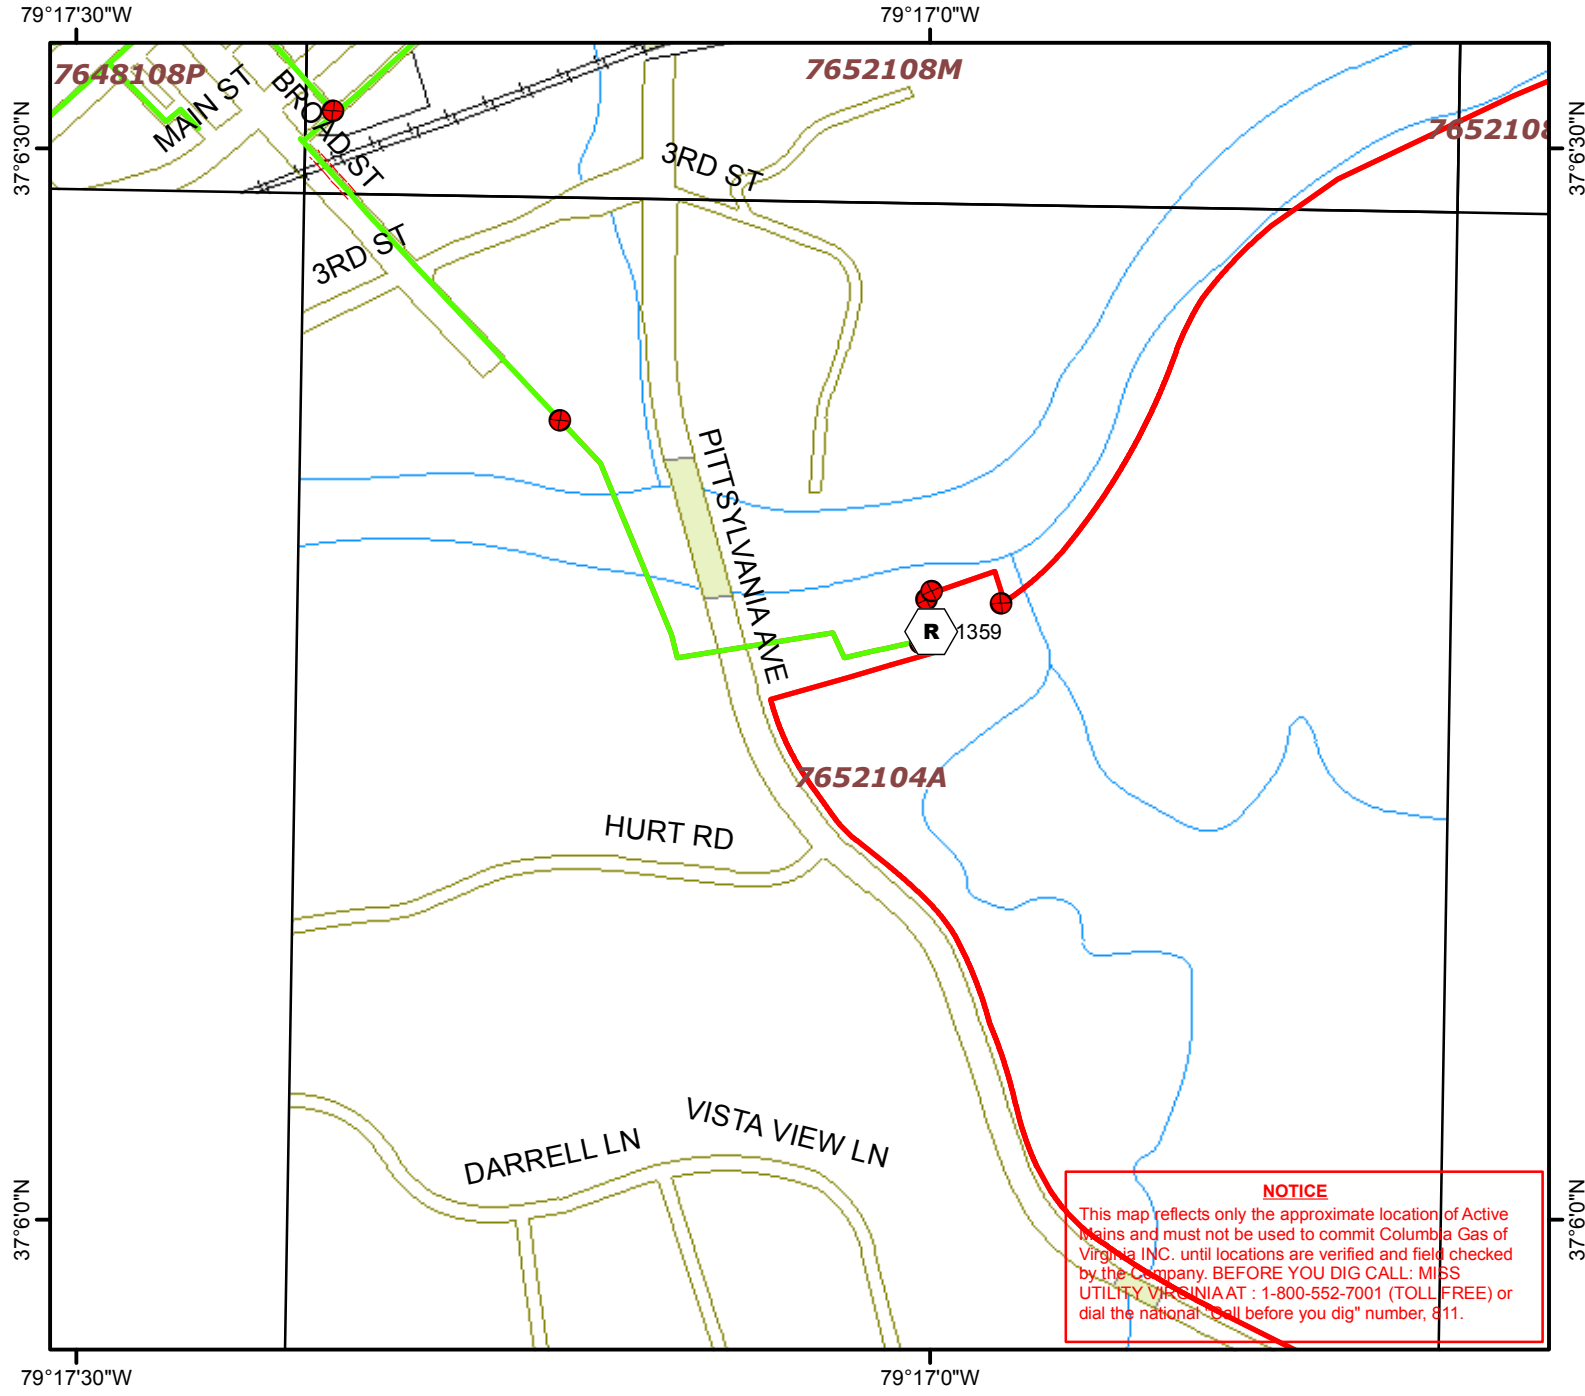 79°17'30"W
79°17'0"W
7648108P
7652108M
7652108
37°6'30"N
37°6'30"N
MAIN ST
BROAD ST
3RD ST
3RD ST
PITTSYLVANIA AVE
R
1359
7652104A
HURT RD
DARRELL LN
VISTA VIEW LN
37°6'0"N
37°6'0"N
NOTICE
This map reflects only the approximate location of Active
Mains and must not be used to commit Columbia Gas of
Virginia INC. until locations are verified and field checked
by the Company. BEFORE YOU DIG CALL: MISS
UTILITY VIRGINIA AT : 1-800-552-7001 (TOLL FREE) or
dial the national "Call before you dig" number, 811.
79°17'30"W
79°17'0"W